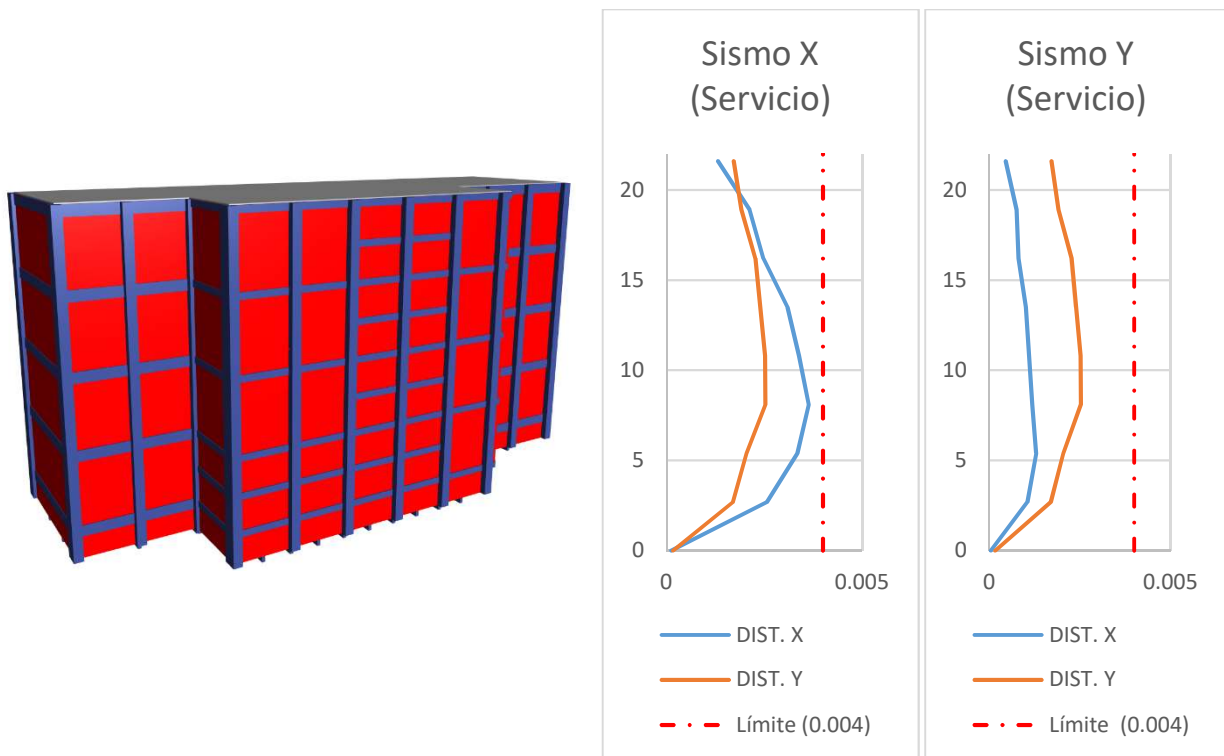 Sismo X
(Servicio)
20
15
10
5
0
0
0.005
DIST. X
DIST. Y
Límite (0.004)
Sismo Y
(Servicio)
20
15
10
5
0
0
0.005
DIST. X
DIST. Y
Límite (0.004)